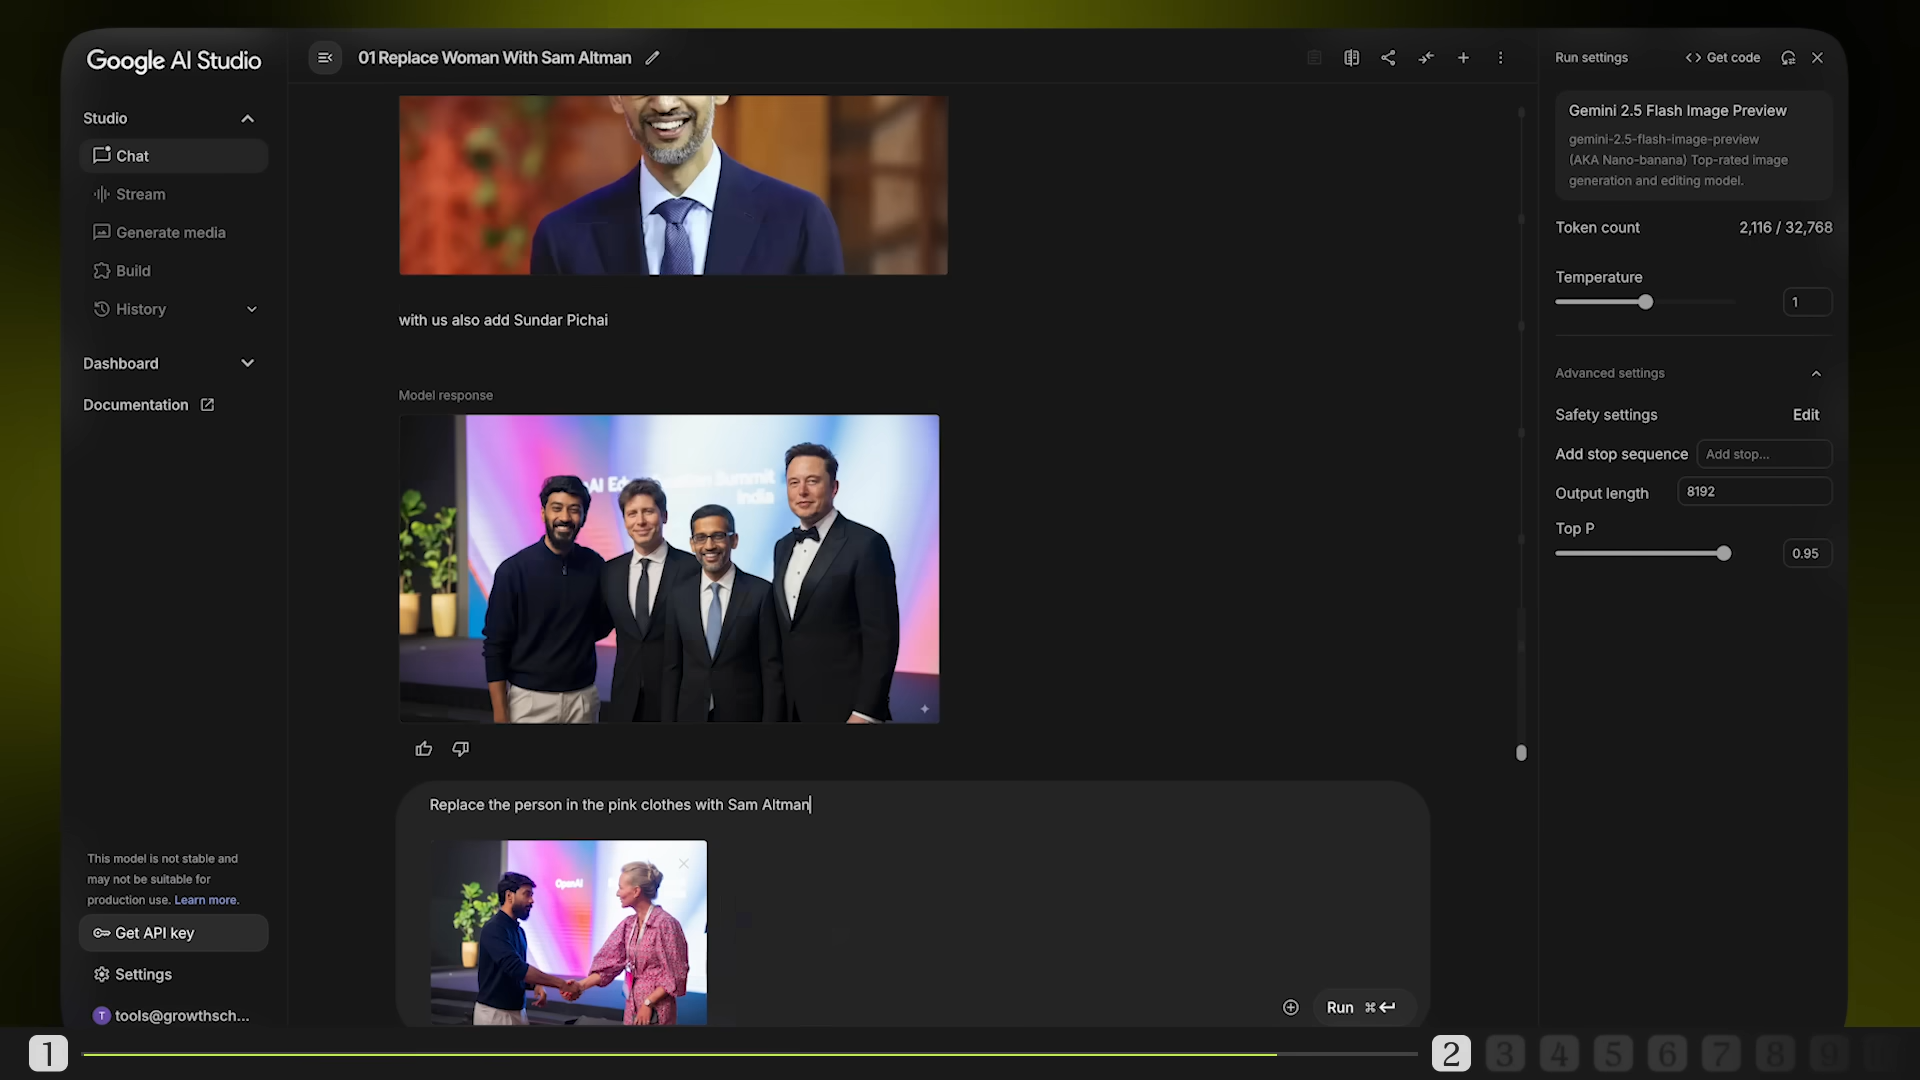 Google AI Studio
Studio
Chat
Stream
Generate media
Build
History
Dashboard
Documentation
This model is not stable and
may not be suitable for
production use. Learn more.
Get API key
Settings
T tools@growthsch...
01 Replace Woman With Sam Altman
with us also add Sundar Pichai
Model response
Summit
India
Replace the person in the pink clothes with Sam Altman
OpenAI
Run ⌘
Run settings
<> Get code
Gemini 2.5 Flash Image Preview
gemini-2.5-flash-image-preview
(AKA Nano-banana) Top-rated image
generation and editing model.
Token count 2,116 / 32,768
Temperature
1
Advanced settings
Safety settings Edit
Add stop sequence Add stop...
Output length 8192
Top P
0.95
1 2 3 4 5 6 7 8 9